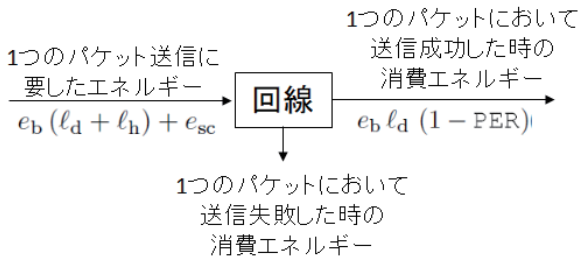 1つのパケット送信に
要したエネルギー
e_b (ℓ_d + ℓ_h) + e_sc
回線
1つのパケットにおいて
送信成功した時の
消費エネルギー
e_b ℓ_d (1 − PER)
1つのパケットにおいて
送信失敗した時の
消費エネルギー